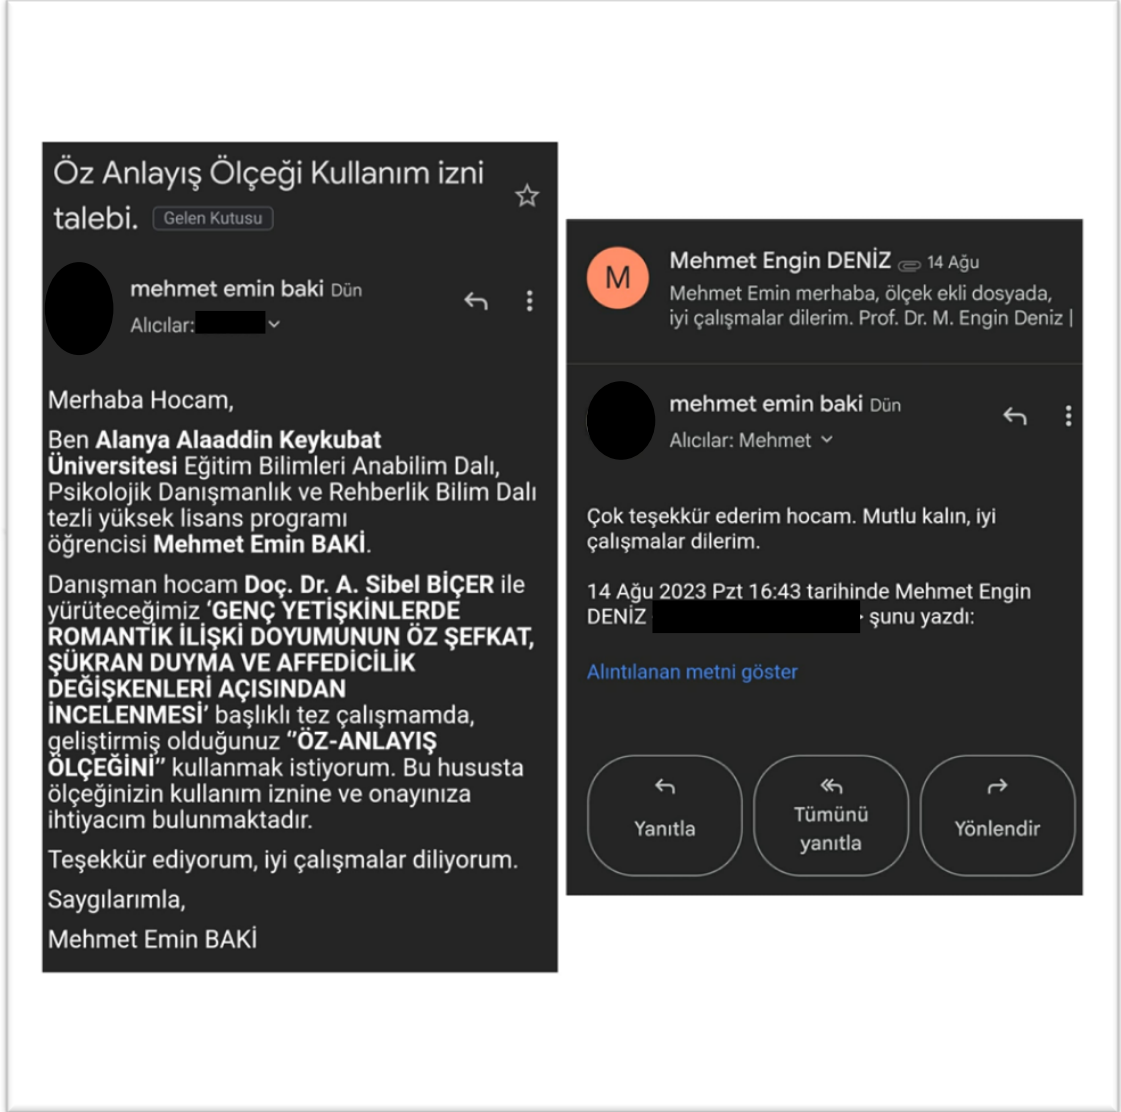 Öz Anlayış Ölçeği Kullanım izni
talebi. Gelen Kutusu
mehmet emin baki Dün
Alıcılar:
Merhaba Hocam,
Ben Alanya Alaaddin Keykubat
Üniversitesi Eğitim Bilimleri Anabilim Dalı,
Psikolojik Danışmanlık ve Rehberlik Bilim Dalı
tezli yüksek lisans programı
öğrencisi Mehmet Emin BAKİ.
Danışman hocam Doç. Dr. A. Sibel BİÇER ile
yürüteceğimiz ‘GENÇ YETİŞKİNLERDE
ROMANTİK İLİŞKİ DOYUMUNUN ÖZ ŞEFKAT,
ŞÜKRAN DUYMA VE AFFEDİCİLİK
DEĞİŞKENLERİ AÇISINDAN
İNCELENMESİ’ başlıklı tez çalışmamda,
geliştirmiş olduğunuz ‘’ÖZ-ANLAYIŞ
ÖLÇEĞİNİ’’ kullanmak istiyorum. Bu hususta
ölçeğinizin kullanım iznine ve onayınıza
ihtiyacım bulunmaktadır.
Teşekkür ediyorum, iyi çalışmalar diliyorum.
Saygılarımla,
Mehmet Emin BAKİ
M
Mehmet Engin DENİZ 14 Ağu
Mehmet Emin merhaba, ölçek ekli dosyada,
iyi çalışmalar dilerim. Prof. Dr. M. Engin Deniz |
mehmet emin baki Dün
Alıcılar: Mehmet
Çok teşekkür ederim hocam. Mutlu kalın, iyi
çalışmalar dilerim.
14 Ağu 2023 Pzt 16:43 tarihinde Mehmet Engin
DENİZ > şunu yazdı:
Alıntılanan metni göster
Yanıtla
Tümünü
yanıtla
Yönlendir